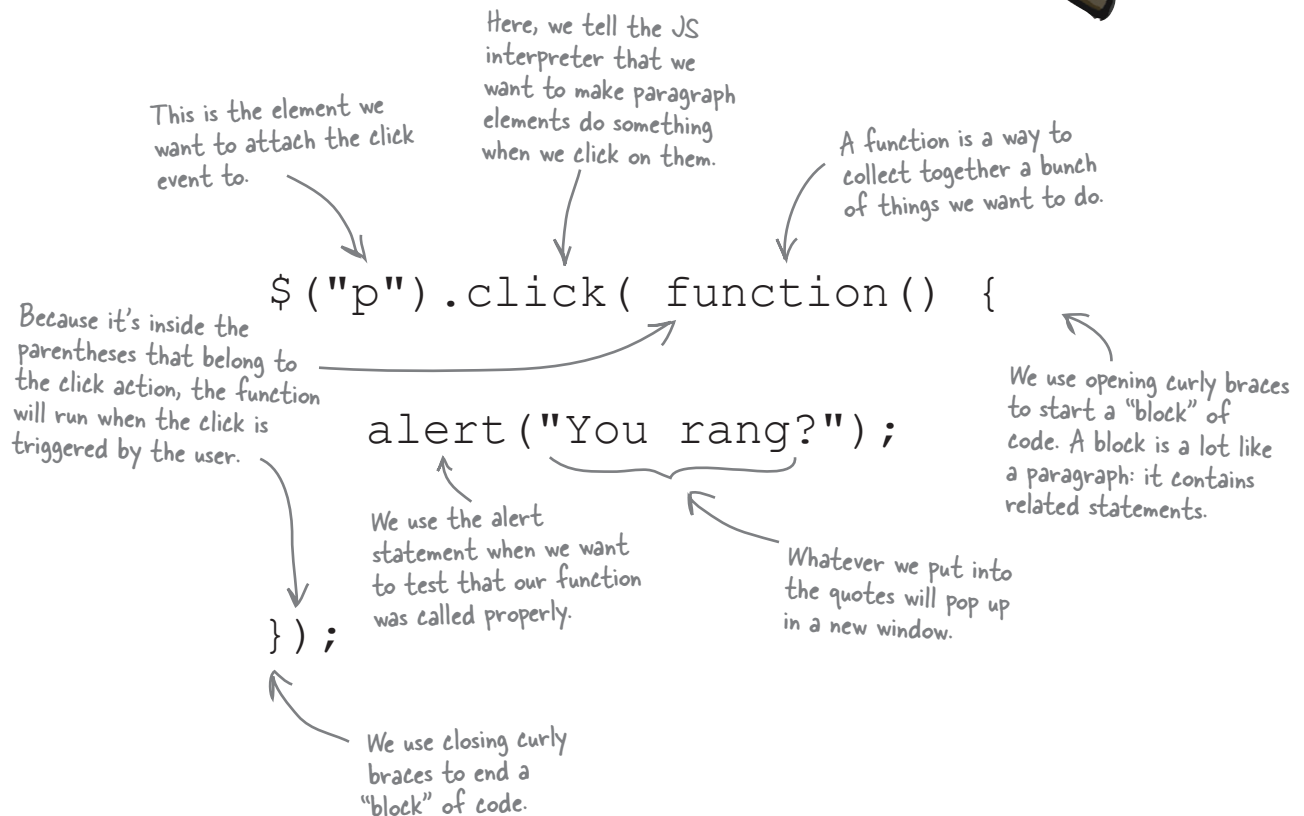 Here, we tell the JS
interpreter that we
want to make paragraph
elements do something
when we click on them.
This is the element we
want to attach the click
event to.
A function is a way to
collect together a bunch
of things we want to do.
$("p").click( function() {
Because it's inside the
parentheses that belong to
the click action, the function
will run when the click is
triggered by the user.
We use opening curly braces
to start a “block” of
code. A block is a lot like
a paragraph: it contains
related statements.
alert("You rang?");
We use the alert
statement when we want
to test that our function
was called properly.
Whatever we put into
the quotes will pop up
in a new window.
});
We use closing curly
braces to end a
“block” of code.